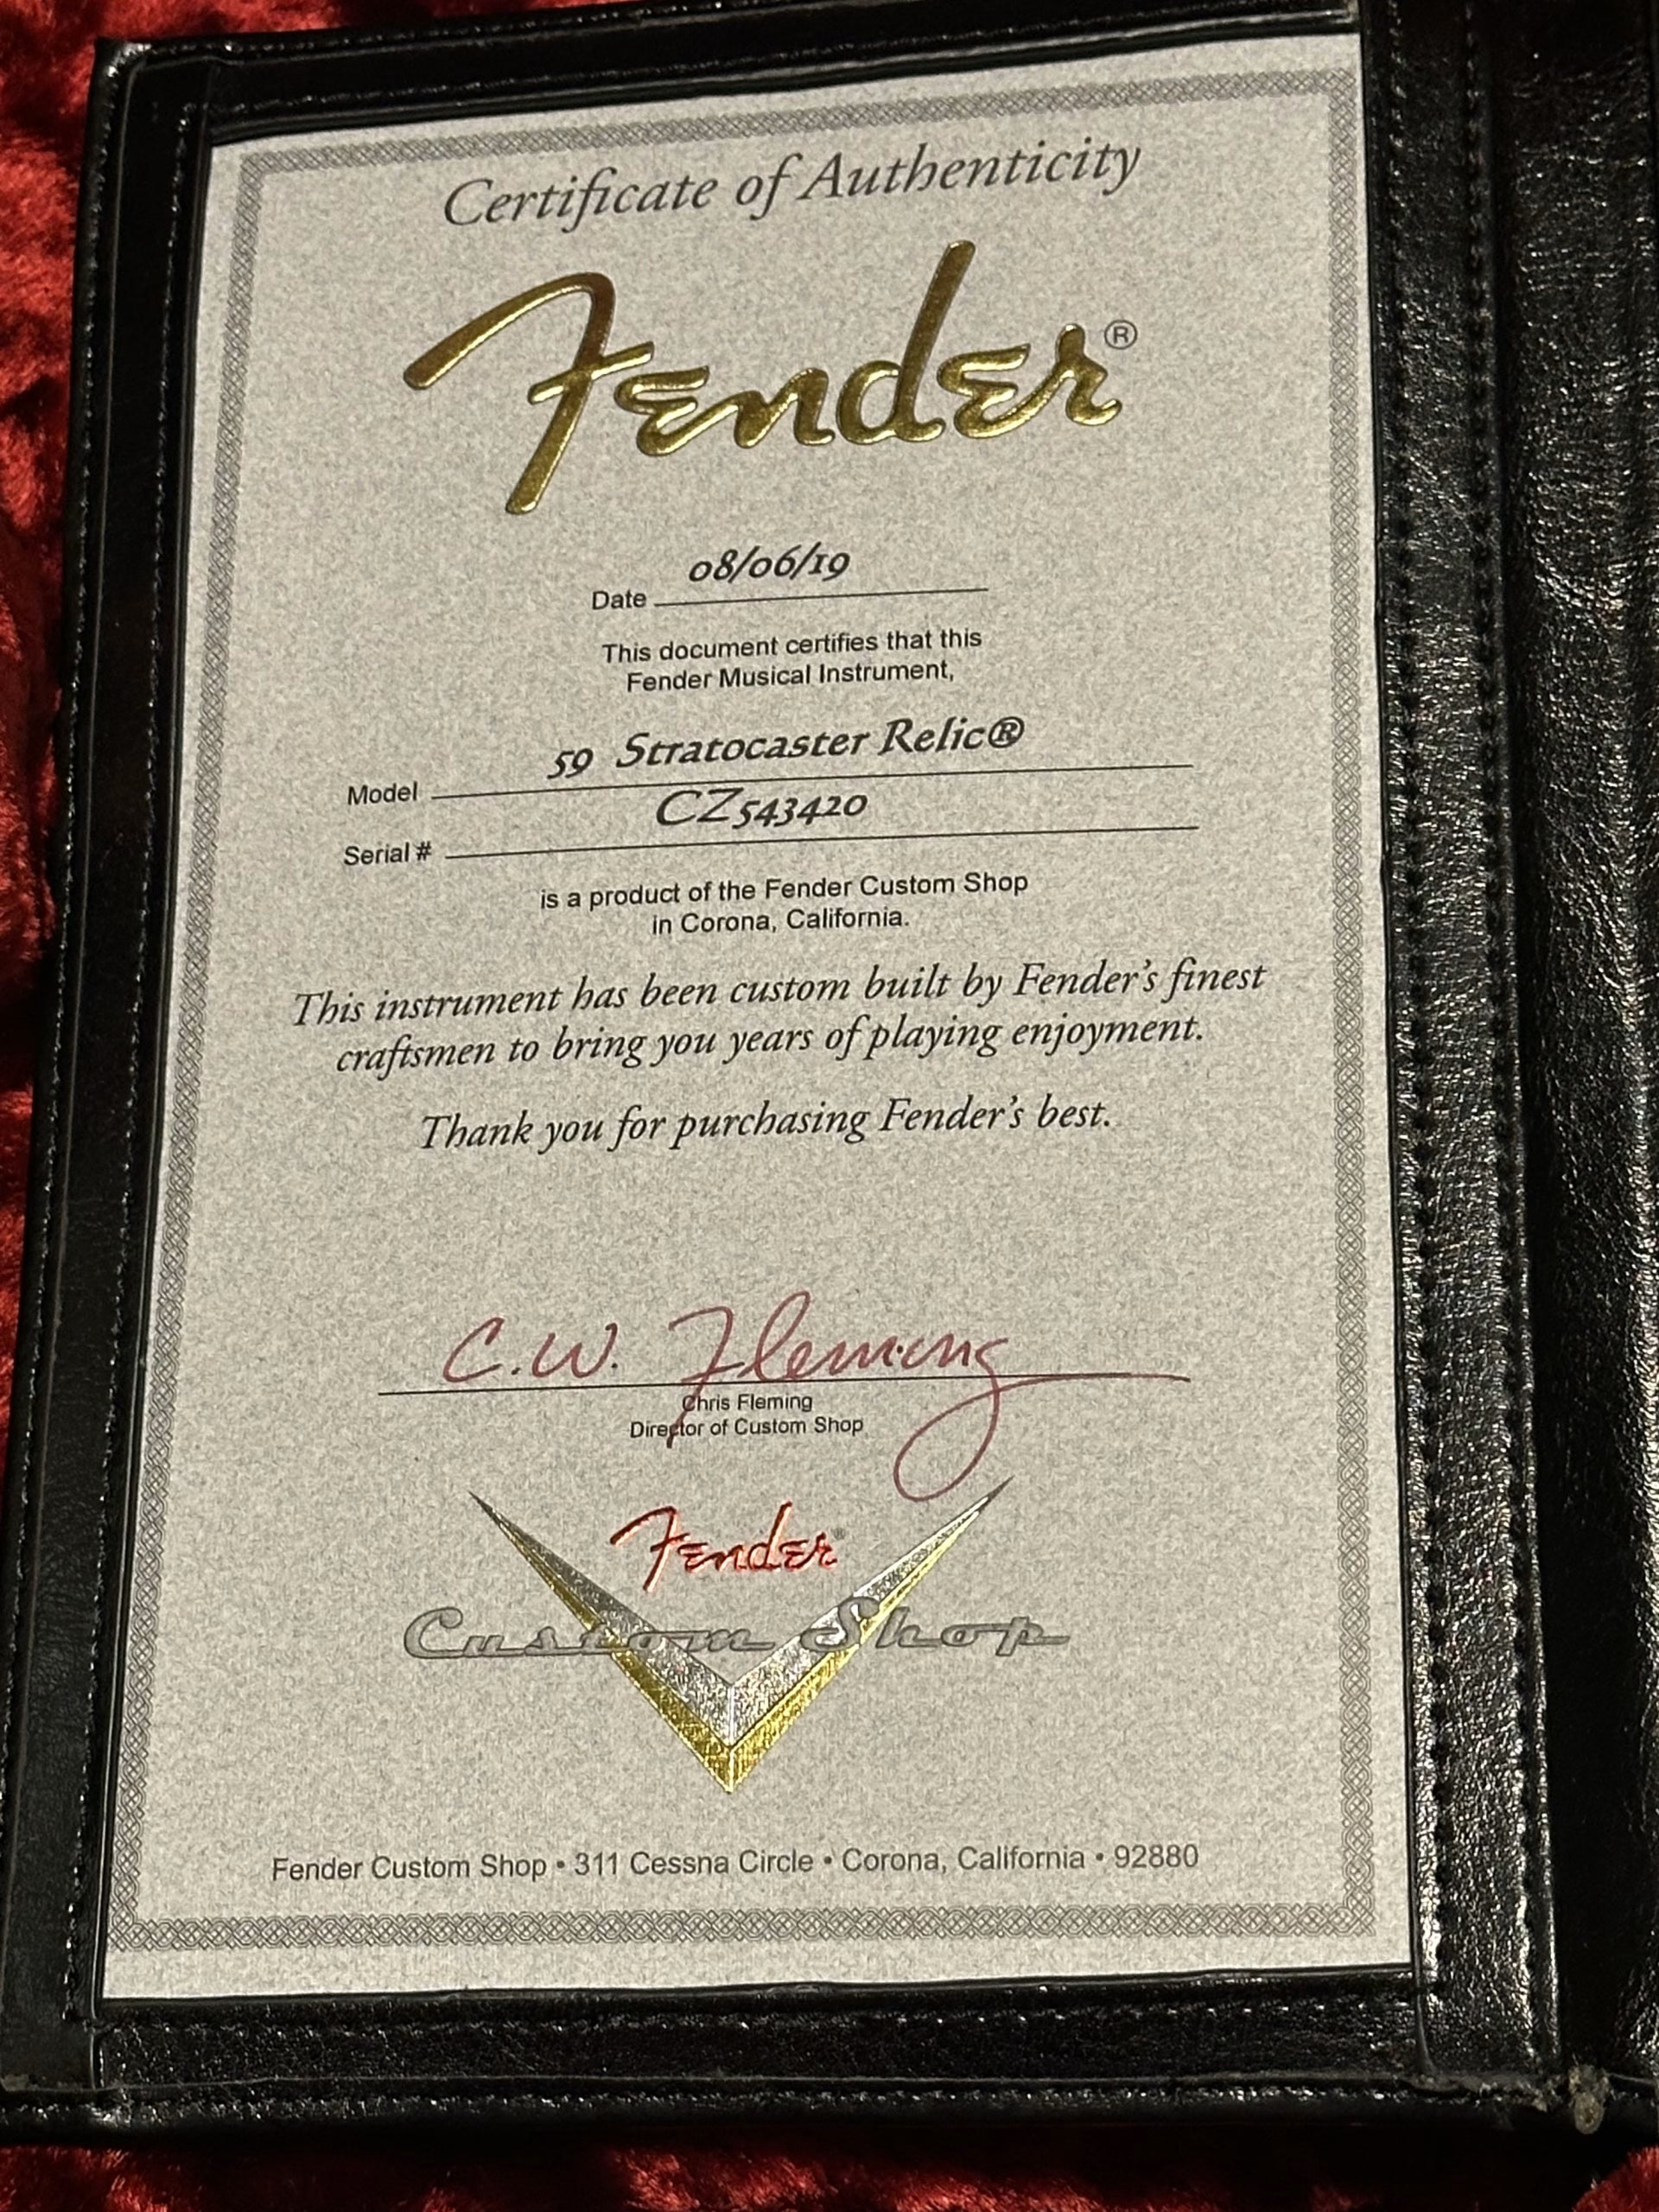 Certificate of Authenticity
Fender®
08/06/19
Date
This document certifies that this
Fender Musical Instrument,
59 Stratocaster Relic®
Model
CZ543420
Serial #
is a product of the Fender Custom Shop
in Corona, California.
This instrument has been custom built by Fender's finest
craftsmen to bring you years of playing enjoyment.
Thank you for purchasing Fender's best.
C.W. Fleming
Chris Fleming
Director of Custom Shop
Fender®
Custom Shop
Fender Custom Shop • 311 Cessna Circle • Corona, California • 92880